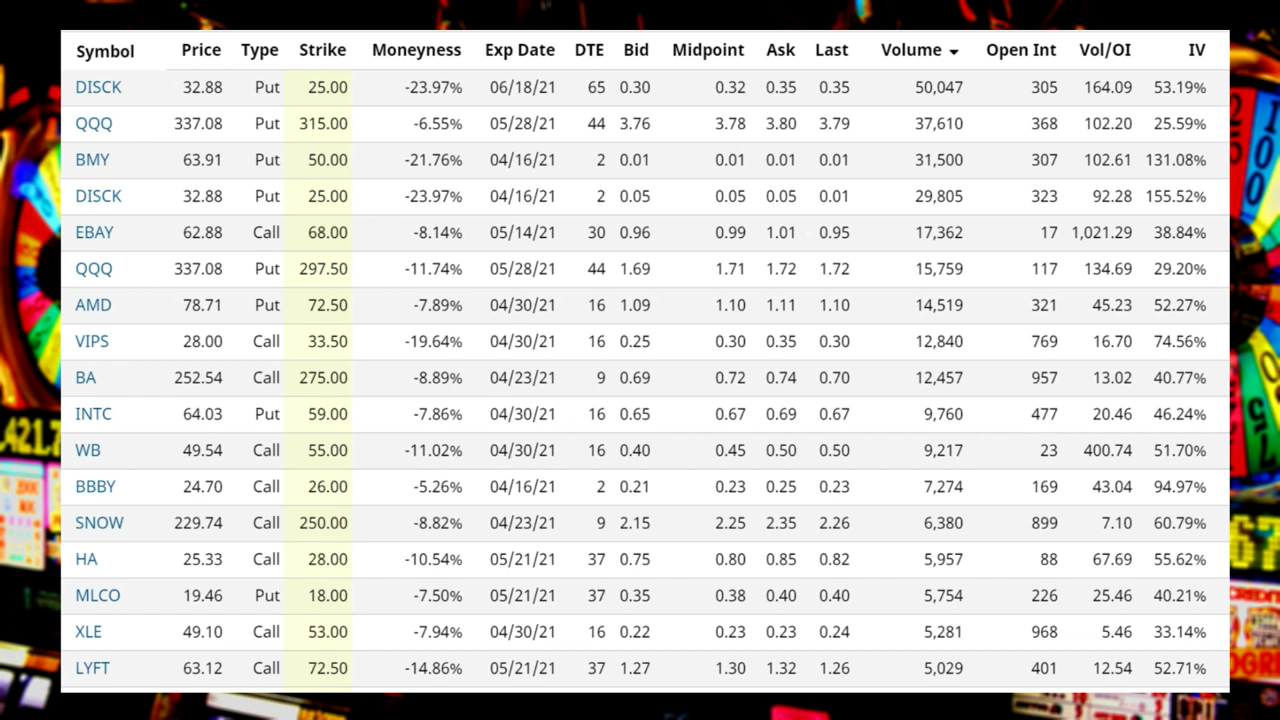 Symbol Price Type Strike Moneyness Exp Date DTE Bid Midpoint Ask Last Volume Open Int Vol/OI IV
DISCK 32.88 Put 25.00 -23.97% 06/18/21 65 0.30 0.32 0.35 0.35 50,047 305 164.09 53.19%
QQQ 337.08 Put 315.00 -6.55% 05/28/21 44 3.76 3.78 3.80 3.79 37,610 368 102.20 25.59%
BMY 63.91 Put 50.00 -21.76% 04/16/21 2 0.01 0.01 0.01 0.01 31,500 307 102.61 131.08%
DISCK 32.88 Put 25.00 -23.97% 04/16/21 2 0.05 0.05 0.05 0.01 29,805 323 92.28 155.52%
EBAY 62.88 Call 68.00 -8.14% 05/14/21 30 0.96 0.99 1.01 0.95 17,362 17 1,021.29 38.84%
QQQ 337.08 Put 297.50 -11.74% 05/28/21 44 1.69 1.71 1.72 1.72 15,759 117 134.69 29.20%
AMD 78.71 Put 72.50 -7.89% 04/30/21 16 1.09 1.10 1.11 1.10 14,519 321 45.23 52.27%
VIPS 28.00 Call 33.50 -19.64% 04/30/21 16 0.25 0.30 0.35 0.30 12,840 769 16.70 74.56%
BA 252.54 Call 275.00 -8.89% 04/23/21 9 0.69 0.72 0.74 0.70 12,457 957 13.02 40.77%
INTC 64.03 Put 59.00 -7.86% 04/30/21 16 0.65 0.67 0.69 0.67 9,760 477 20.46 46.24%
WB 49.54 Call 55.00 -11.02% 04/30/21 16 0.40 0.45 0.50 0.50 9,217 23 400.74 51.70%
BBBY 24.70 Call 26.00 -5.26% 04/16/21 2 0.21 0.23 0.25 0.23 7,274 169 43.04 94.97%
SNOW 229.74 Call 250.00 -8.82% 04/23/21 9 2.15 2.25 2.35 2.26 6,380 899 7.10 60.79%
HA 25.33 Call 28.00 -10.54% 05/21/21 37 0.75 0.80 0.85 0.82 5,957 88 67.69 55.62%
MLCO 19.46 Put 18.00 -7.50% 05/21/21 37 0.35 0.38 0.40 0.40 5,754 226 25.46 40.21%
XLE 49.10 Call 53.00 -7.94% 04/30/21 16 0.22 0.23 0.23 0.24 5,281 968 5.46 33.14%
LYFT 63.12 Call 72.50 -14.86% 05/21/21 37 1.27 1.30 1.32 1.26 5,029 401 12.54 52.71%